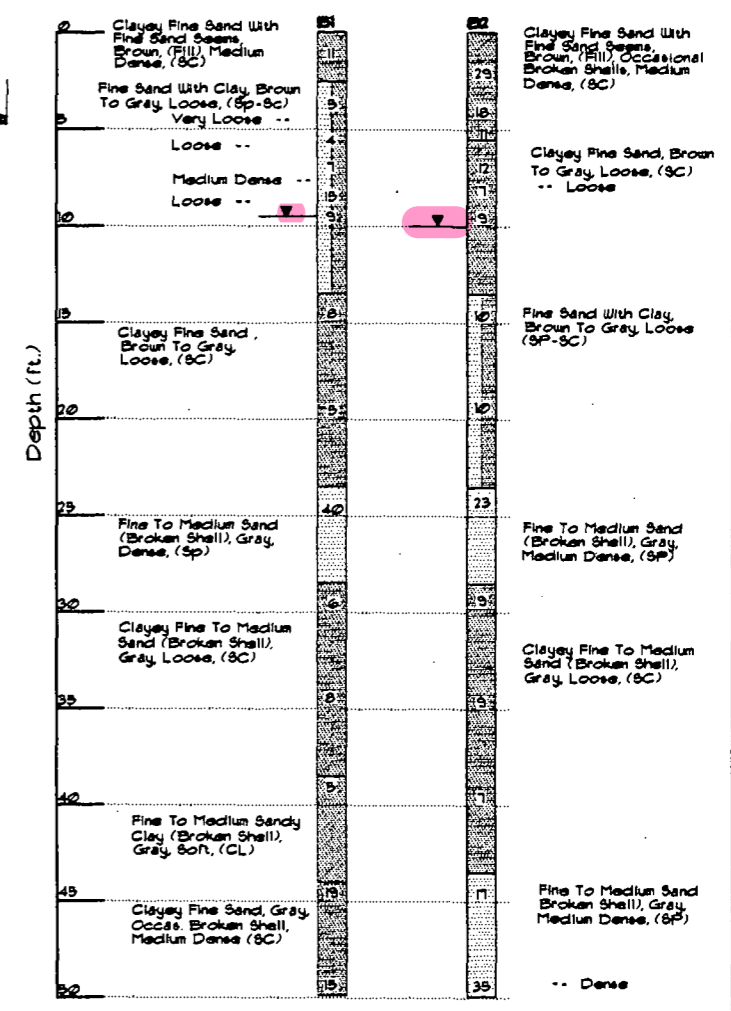 B1
B2
0
Clayey Fine Sand With
Fine Sand Seams,
Brown, (Fill), Medium
Dense, (SC)
Fine Sand With Clay, Brown
To Gray, Loose, (Sp-Sc)
Very Loose --
5
Loose --
Medium Dense --
Loose --
10
15
Clayey Fine Sand,
Brown To Gray,
Loose, (SC)
20
25
Fine To Medium Sand
(Broken Shell), Gray,
Dense, (Sp)
30
Clayey Fine To Medium
Sand (Broken Shell),
Gray, Loose, (SC)
35
40
Fine To Medium Sandy
Clay (Broken Shell),
Gray, Soft, (CL)
45
Clayey Fine Sand, Gray,
Occas. Broken Shell,
Medium Dense (SC)
50
Depth (ft.)
11
5
4
15
9
8
5
40
6
8
3
19
15
29
18
11
7
12
17
9
10
10
23
9
9
7
17
35
Clayey Fine Sand With
Fine Sand Seams,
Brown, (Fill), Occasional
Broken Shells, Medium
Dense, (SC)
Clayey Fine Sand, Brown
To Gray, Loose, (SC)
-- Loose
Fine Sand With Clay,
Brown To Gray, Loose
(SP-SC)
Fine To Medium Sand
(Broken Shell), Gray,
Medium Dense, (SP)
Clayey Fine To Medium
Sand (Broken Shell),
Gray, Loose, (SC)
Fine To Medium Sand
Broken Shell), Gray,
Medium Dense, (SP)
-- Dense